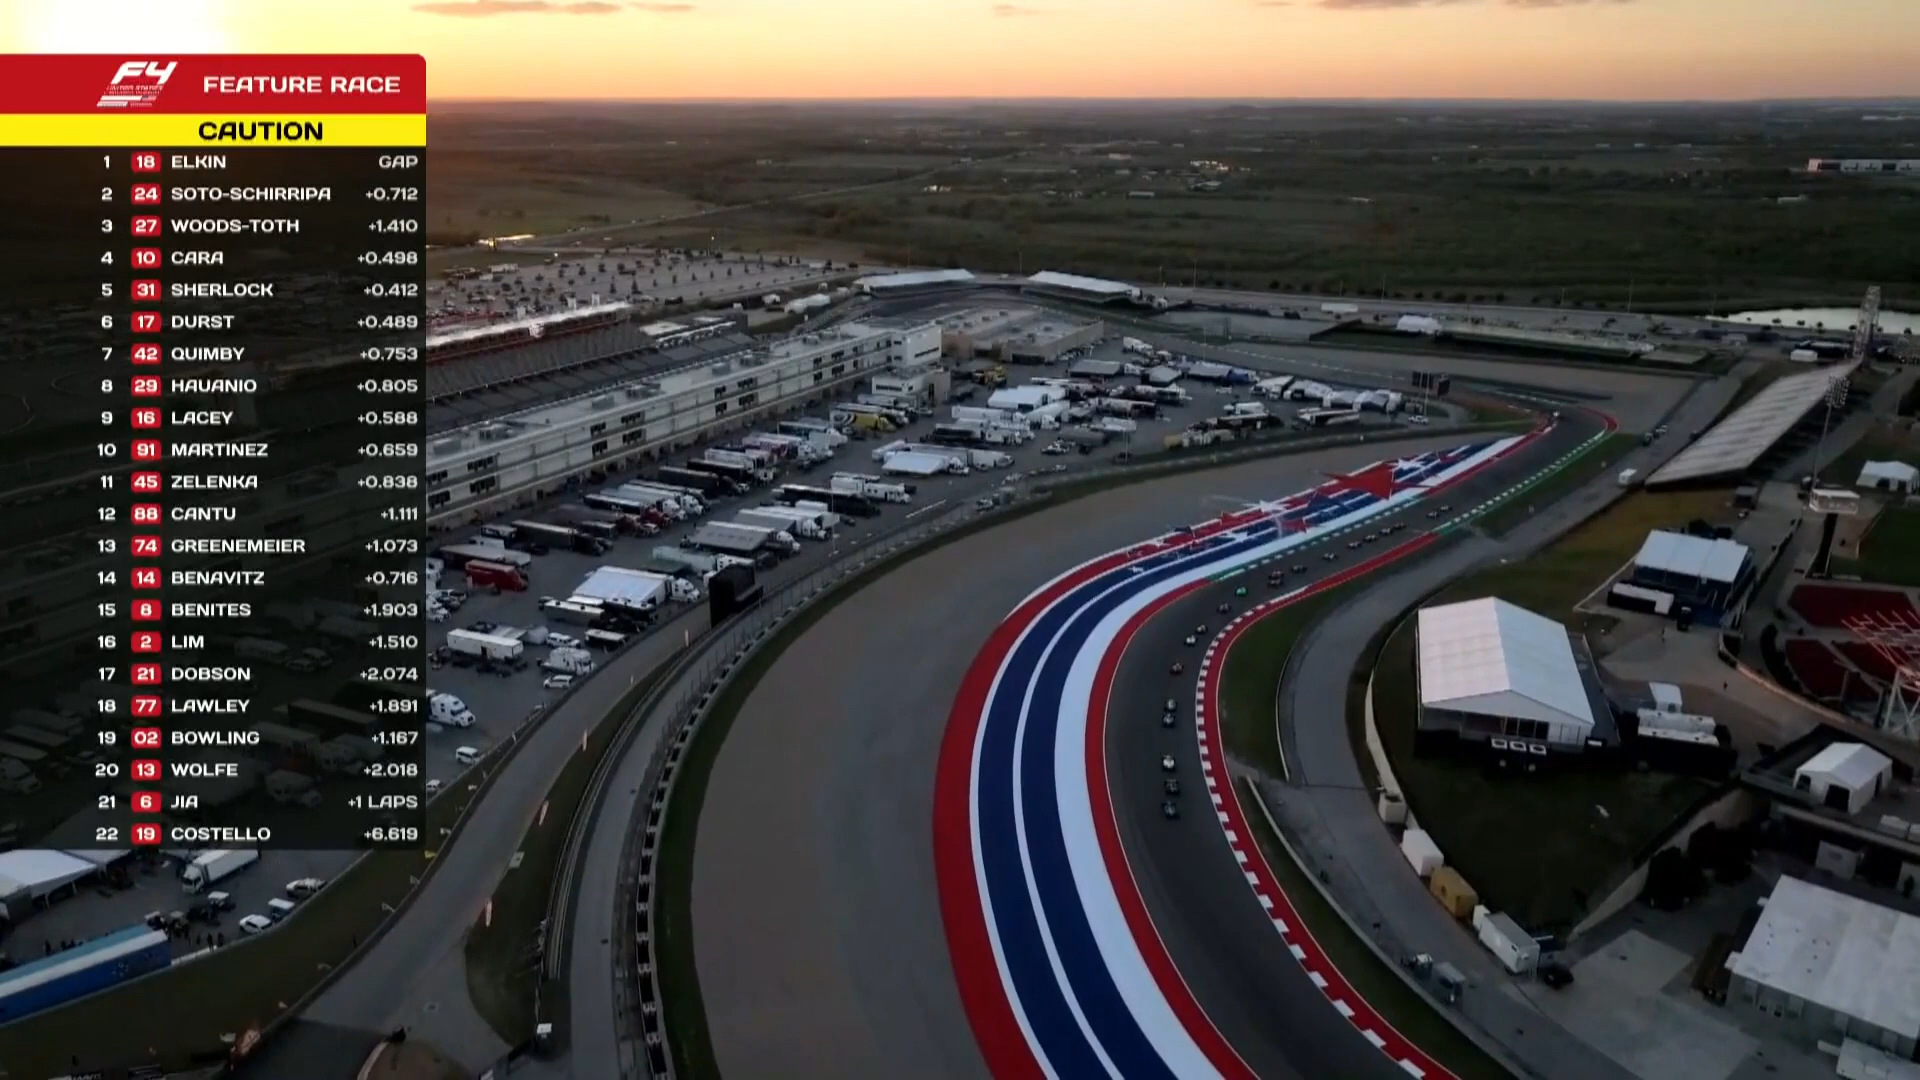 F4 FEATURE RACE
UNITED STATES
CAUTION
1 18 ELKIN GAP
2 24 SOTO-SCHIRRIPA +0.712
3 27 WOODS-TOTH +1.410
4 10 CARA +0.498
5 31 SHERLOCK +0.412
6 17 DURST +0.489
7 42 QUIMBY +0.753
8 29 HAUANIO +0.805
9 16 LACEY +0.588
10 91 MARTINEZ +0.659
11 45 ZELENKA +0.838
12 88 CANTU +1.111
13 74 GREENEMEIER +1.073
14 14 BENAVITZ +0.716
15 8 BENITES +1.903
16 2 LIM +1.510
17 21 DOBSON +2.074
18 77 LAWLEY +1.891
19 02 BOWLING +1.167
20 13 WOLFE +2.018
21 6 JIA +1 LAPS
22 19 COSTELLO +6.619